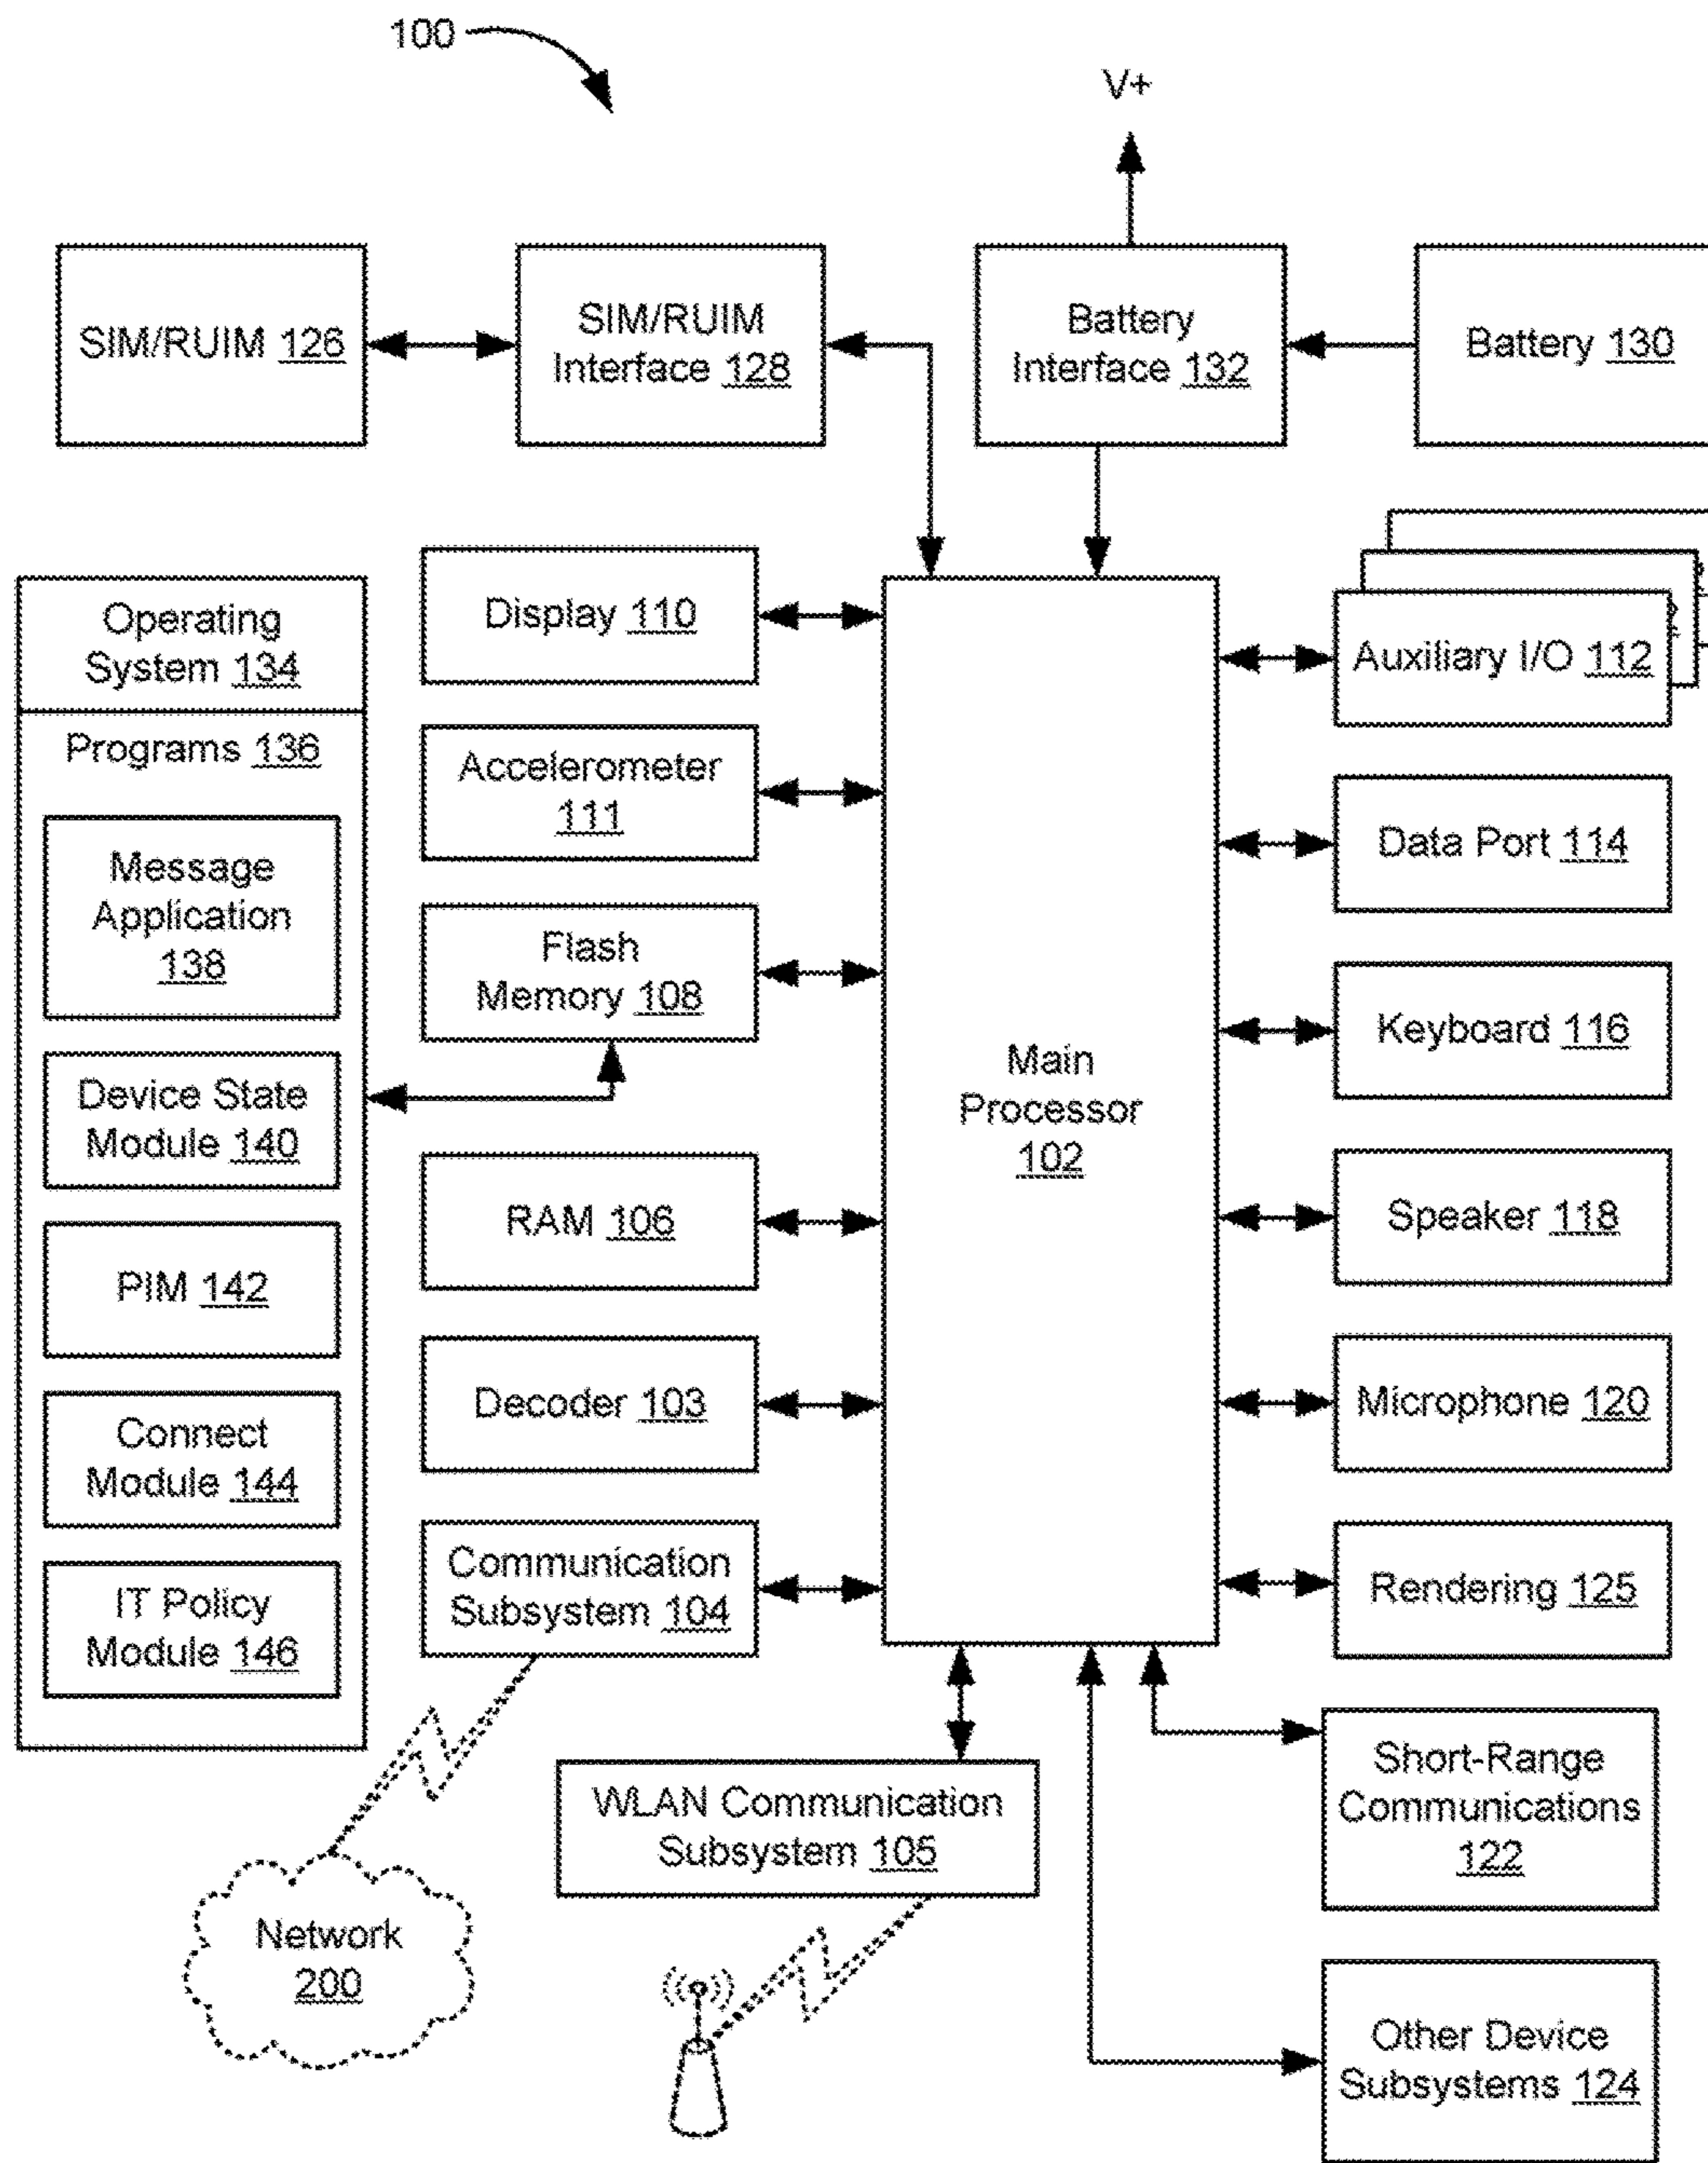 100
V+
SIM/RUIM 126
SIM/RUIM
Interface 128
Battery
Interface 132
Battery 130
Operating
System 134
Programs 136
Message
Application
138
Device State
Module 140
PIM 142
Connect
Module 144
IT Policy
Module 146
Display 110
Accelerometer
111
Flash
Memory 108
RAM 106
Decoder 103
Communication
Subsystem 104
Main
Processor
102
Auxiliary I/O 112
Data Port 114
Keyboard 116
Speaker 118
Microphone 120
Rendering 125
Short-Range
Communications
122
Other Device
Subsystems 124
WLAN Communication
Subsystem 105
Network
200